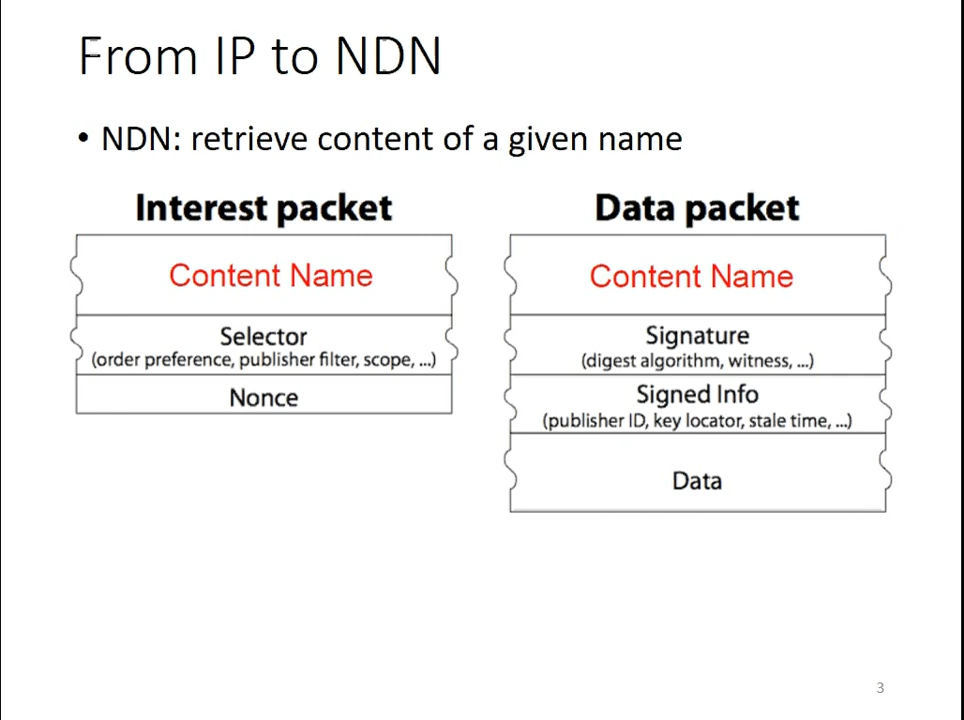 From IP to NDN
• NDN: retrieve content of a given name
Interest packet
Content Name
Selector
(order preference, publisher filter, scope, ...)
Nonce
Data packet
Content Name
Signature
(digest algorithm, witness, ...)
Signed Info
(publisher ID, key locator, stale time, ...)
Data
3